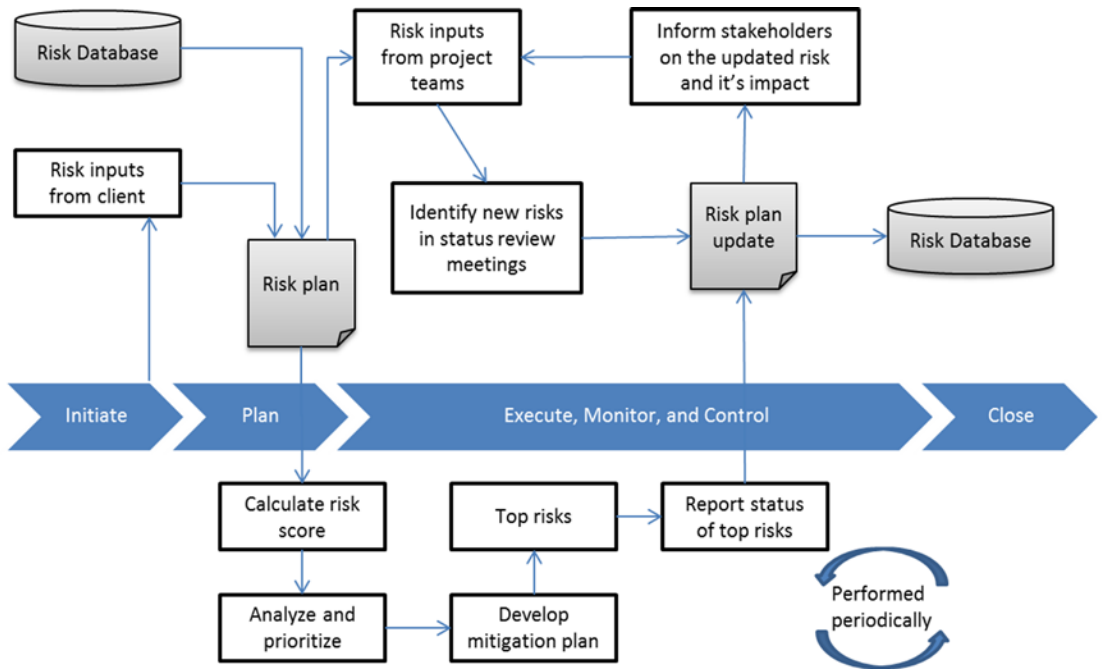 Risk Database
Risk inputs
from project
teams
Inform stakeholders
on the updated risk
and it's impact
Risk inputs
from client
Identify new risks
in status review
meetings
Risk plan
update
Risk Database
Risk plan
Initiate
Plan
Execute, Monitor, and Control
Close
Calculate risk
score
Top risks
Report status
of top risks
Analyze and
prioritize
Develop
mitigation plan
Performed
periodically